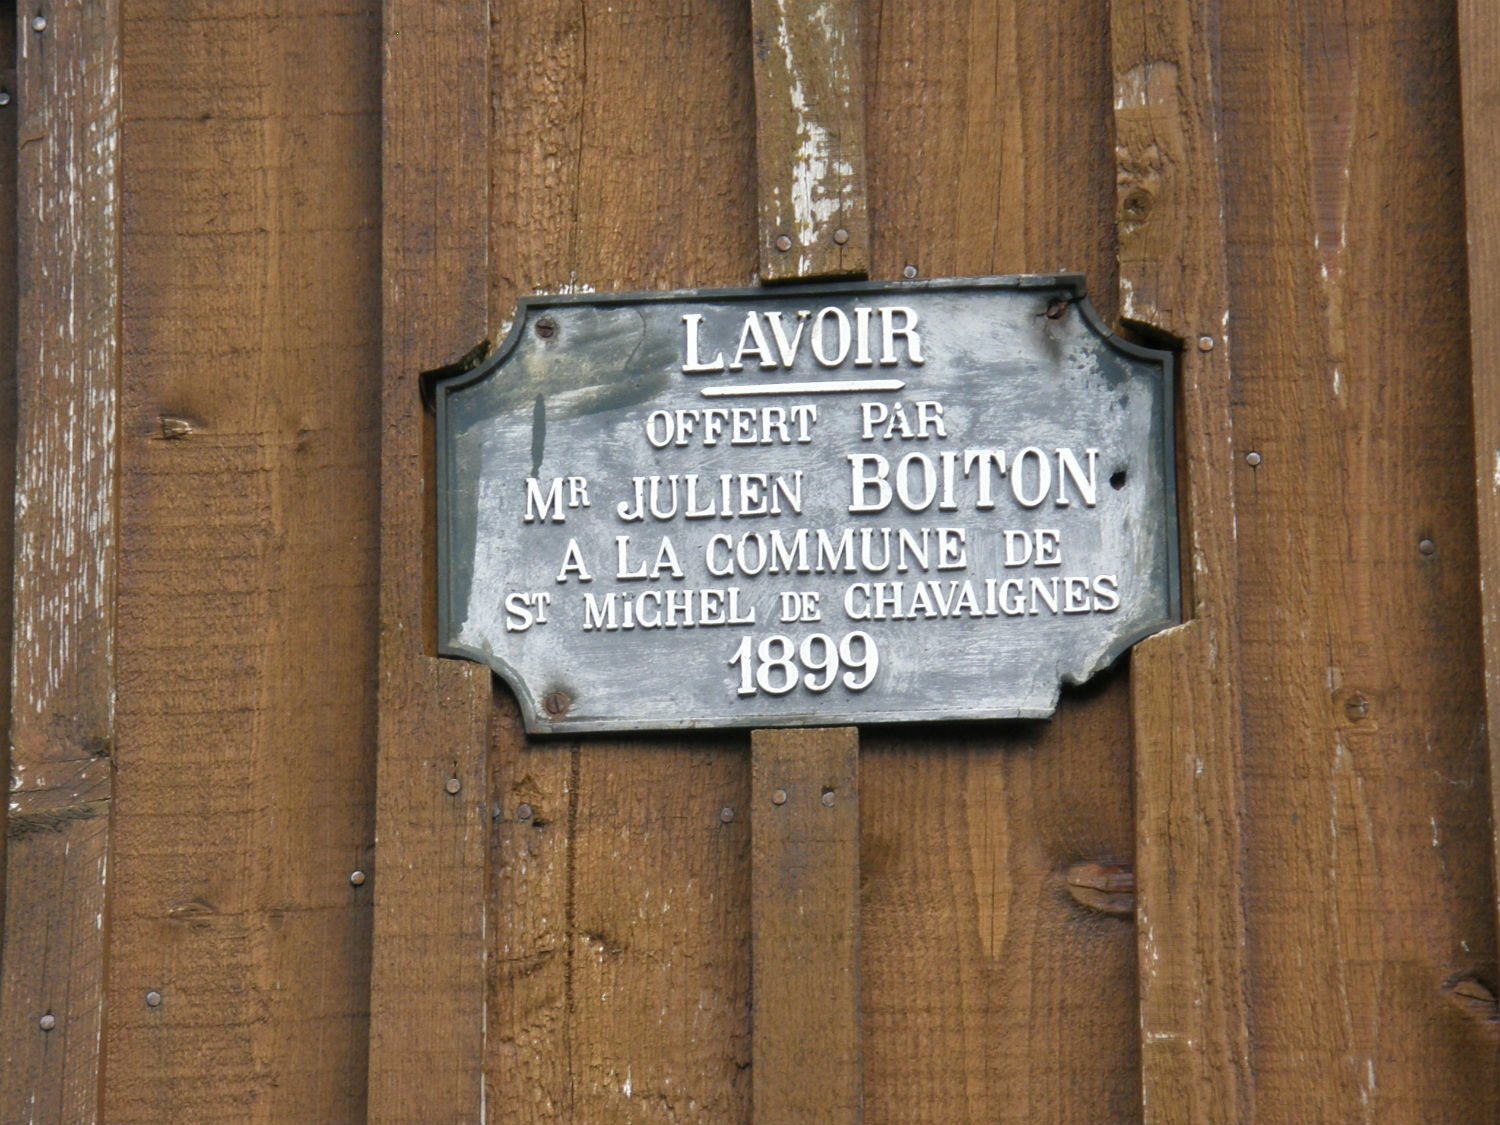 LAVOIR
OFFERT PAR
MR JULIEN BOITON
A LA COMMUNE DE
ST MICHEL DE CHAVAIGNES
1899